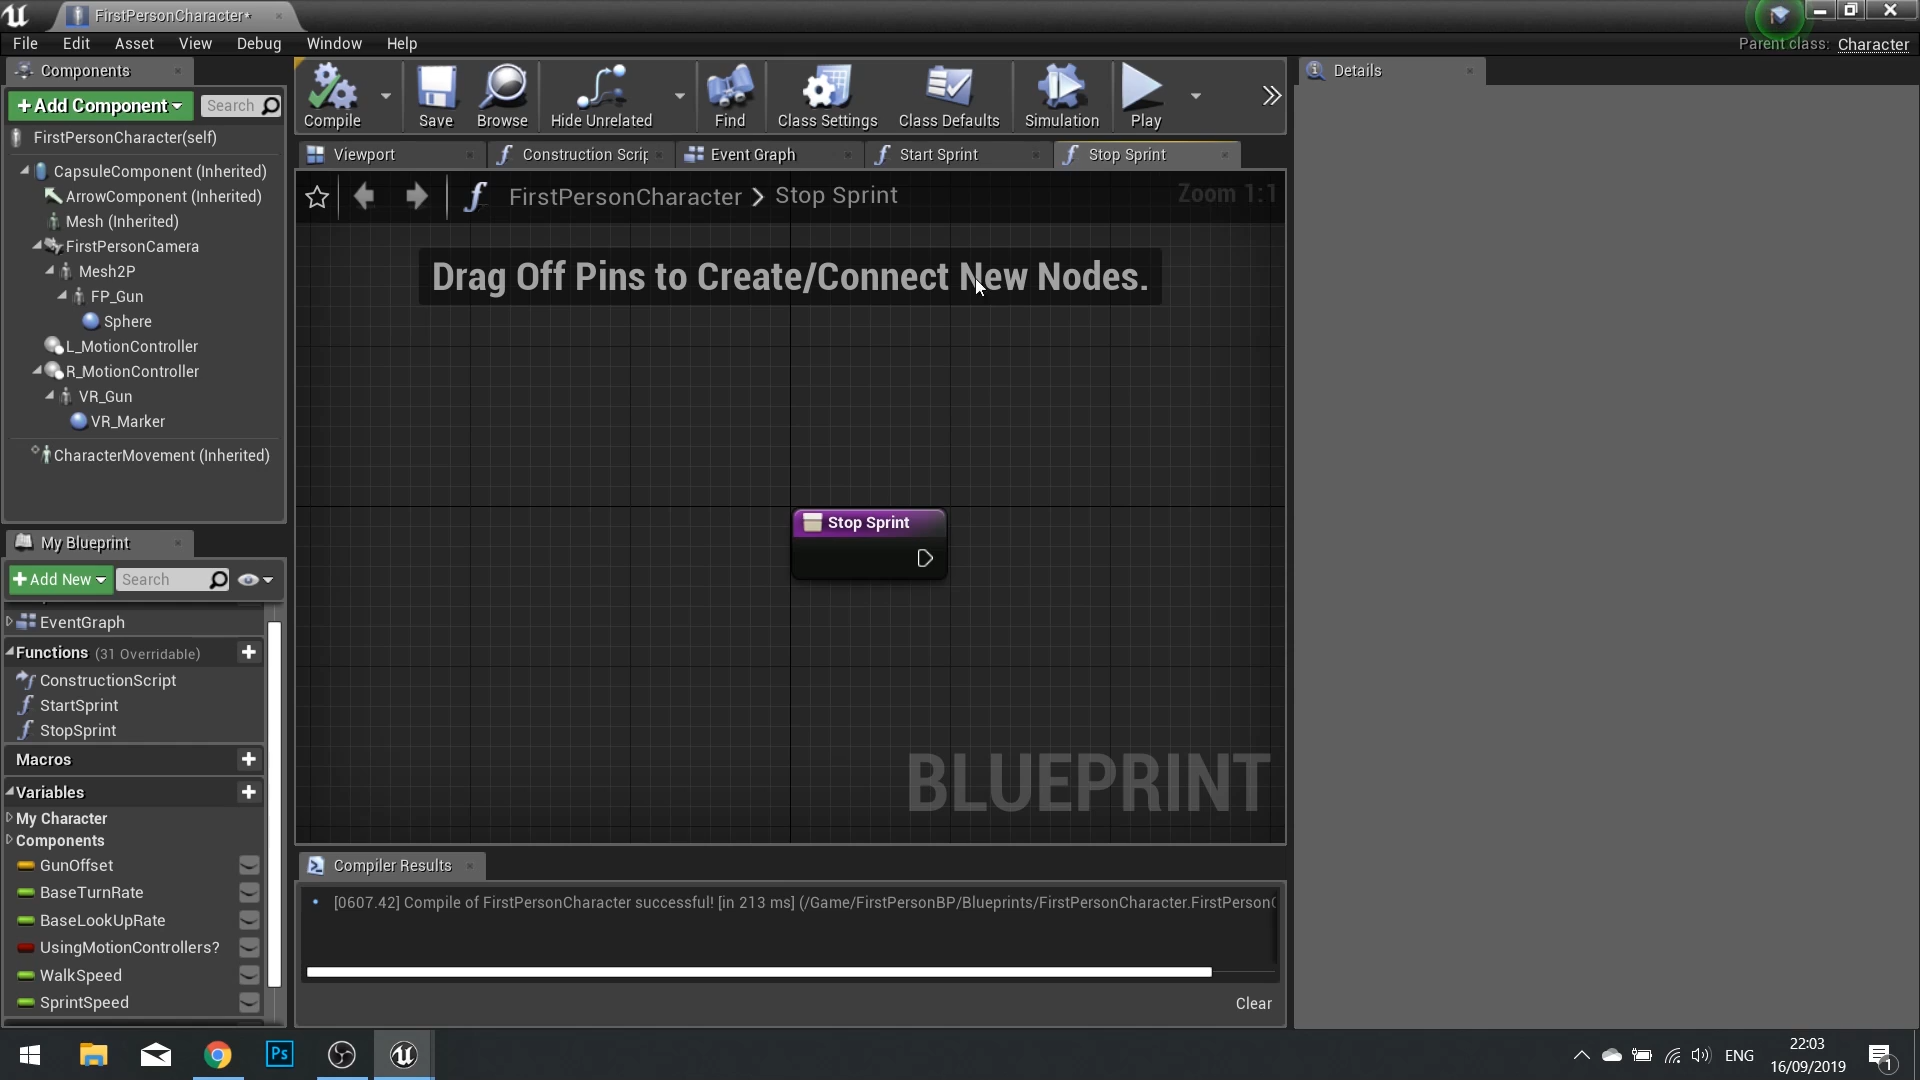 FirstPersonCharacter*
File Edit Asset View Debug Window Help
Parent class: Character
Components
+Add Component
Search
FirstPersonCharacter(self)
CapsuleComponent (Inherited)
ArrowComponent (Inherited)
Mesh (Inherited)
FirstPersonCamera
Mesh2P
FP_Gun
Sphere
L_MotionController
R_MotionController
VR_Gun
VR_Marker
CharacterMovement (Inherited)
My Blueprint
+Add New
Search
EventGraph
Functions (31 Overridable)
ConstructionScript
StartSprint
StopSprint
Macros
Variables
My Character
Components
GunOffset
BaseTurnRate
BaseLookUpRate
UsingMotionControllers?
WalkSpeed
SprintSpeed
Compile
Save
Browse
Hide Unrelated
Find
Class Settings
Class Defaults
Simulation
Play
Viewport
Construction Scrip
Event Graph
Start Sprint
Stop Sprint
FirstPersonCharacter > Stop Sprint
Zoom 1:1
Drag Off Pins to Create/Connect New Nodes.
Stop Sprint
BLUEPRINT
Compiler Results
[0607.42] Compile of FirstPersonCharacter successful! [in 213 ms] (/Game/FirstPersonBP/Blueprints/FirstPersonCharacter.FirstPersonC
Clear
Details
Ps
ENG
22:03
16/09/2019
1